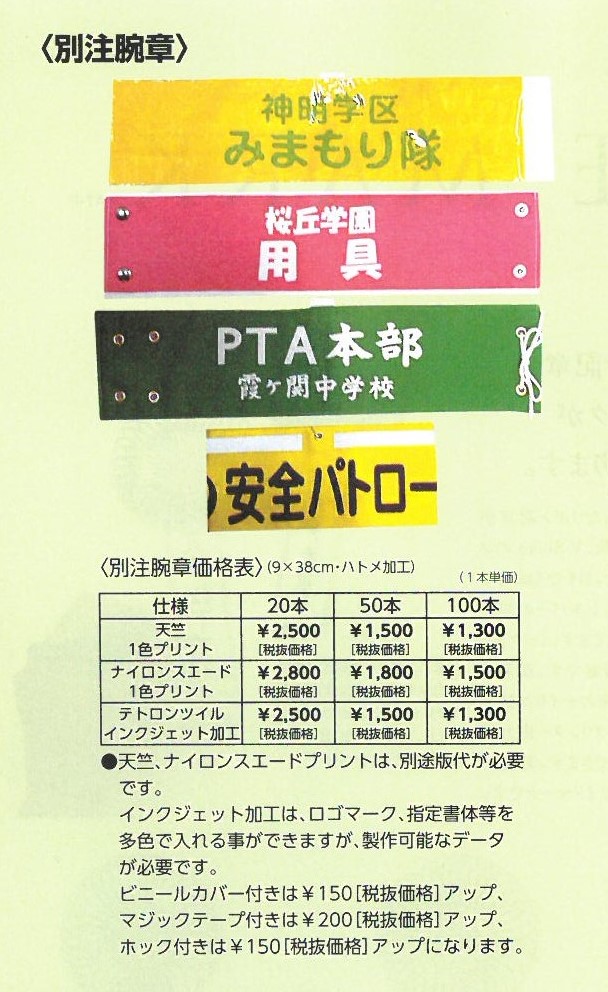 〈別注腕章〉
神明学区
みまもり隊
桜丘学園
用 具
PTA本部
霞ヶ関中学校
安全パトロー
〈別注腕章価格表〉(9×38cm・ハトメ加工)
(1本単価)
仕様 20本 50本 100本
天竺
1色プリント
¥2,500 ¥1,500 ¥1,300
[税抜価格] [税抜価格] [税抜価格]
ナイロンスエード
1色プリント
¥2,800 ¥1,800 ¥1,500
[税抜価格] [税抜価格] [税抜価格]
テトロンツイル
インクジェット加工
¥2,500 ¥1,500 ¥1,300
[税抜価格] [税抜価格] [税抜価格]
●天竺、ナイロンスエードプリントは、別途版代が必要
です。
インクジェット加工は、ロゴマーク、指定書体等を
多色で入れる事ができますが、製作可能なデータ
が必要です。
ビニールカバー付きは¥150[税抜価格]アップ、
マジックテープ付きは¥200[税抜価格]アップ、
ホック付きは¥150[税抜価格]アップになります。